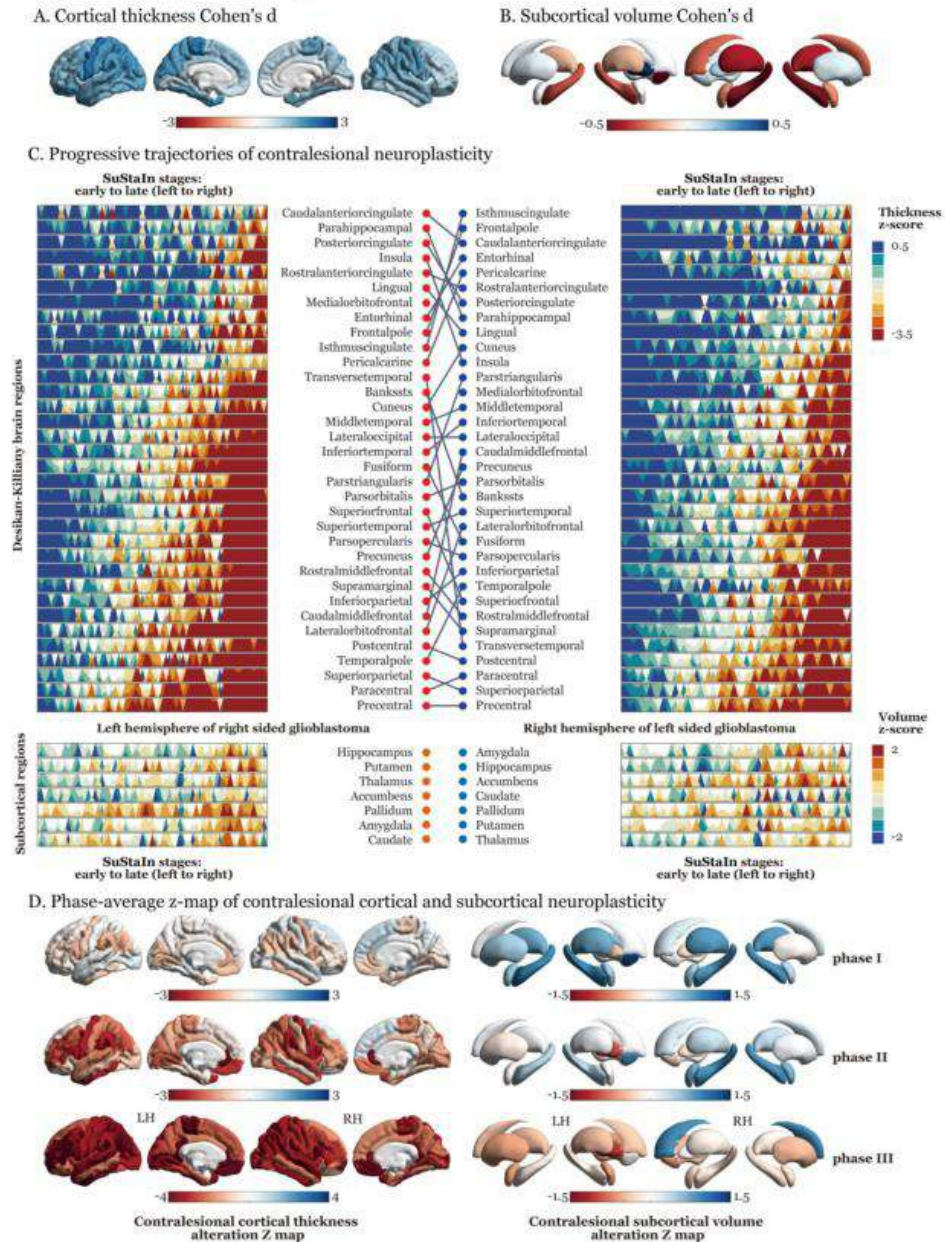 A. Cortical thickness Cohen's d
B. Subcortical volume Cohen's d
-3 3
-0.5 0.5
C. Progressive trajectories of contralesional neuroplasticity
SuStaIn stages:
early to late (left to right)
SuStaIn stages:
early to late (left to right)
Desikan-Killiany brain regions
Caudalanteriorcingulate Isthmuscingulate
Parahippocampal Frontalpole
Posteriorcingulate Caudalanteriorcingulate
Insula Entorhinal
Rostralanteriorcingulate Pericalcarine
Lingual Rostralanteriorcingulate
Medialorbitofrontal Posteriorcingulate
Entorhinal Parahippocampal
Frontalpole Lingual
Isthmuscingulate Cuneus
Pericalcarine Insula
Transversetemporal Parstriangularis
Bankssts Medialorbitofrontal
Cuneus Middletemporal
Middletemporal Inferiortemporal
Lateraloccipital Lateraloccipital
Inferiortemporal Caudalmiddlefrontal
Fusiform Precuneus
Parstriangularis Parsorbitalis
Parsorbitalis Bankssts
Superiorfrontal Superiortemporal
Superiortemporal Lateralorbitofrontal
Parsopercularis Fusiform
Precuneus Parsopercularis
Rostralmiddlefrontal Inferiorparietal
Supramarginal Temporalpole
Inferiorparietal Superiorfrontal
Caudalmiddlefrontal Rostralmiddlefrontal
Lateralorbitofrontal Supramarginal
Postcentral Transversetemporal
Temporalpole Postcentral
Superiorparietal Paracentral
Paracentral Superiorparietal
Precentral Precentral
Thickness
z-score
0.5
-3.5
Left hemisphere of right sided glioblastoma
Right hemisphere of left sided glioblastoma
Subcortical regions
Hippocampus Amygdala
Putamen Hippocampus
Thalamus Accumbens
Accumbens Caudate
Pallidum Pallidum
Amygdala Putamen
Caudate Thalamus
Volume
z-score
2
-2
SuStaIn stages:
early to late (left to right)
SuStaIn stages:
early to late (left to right)
D. Phase-average z-map of contralesional cortical and subcortical neuroplasticity
phase I
-3 3
-1.5 1.5
phase II
-3 3
-1.5 1.5
LH RH
LH RH
phase III
-4 4
-1.5 1.5
Contralesional cortical thickness
alteration Z map
Contralesional subcortical volume
alteration Z map